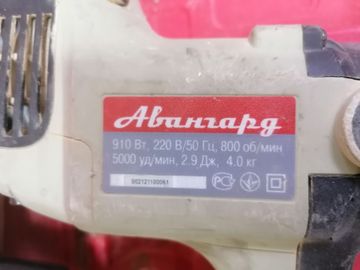 Авангард
910 Вт, 220 В/50 Гц, 800 об/мин
5000 уд/мин, 2.9 Дж, 4.0 кг